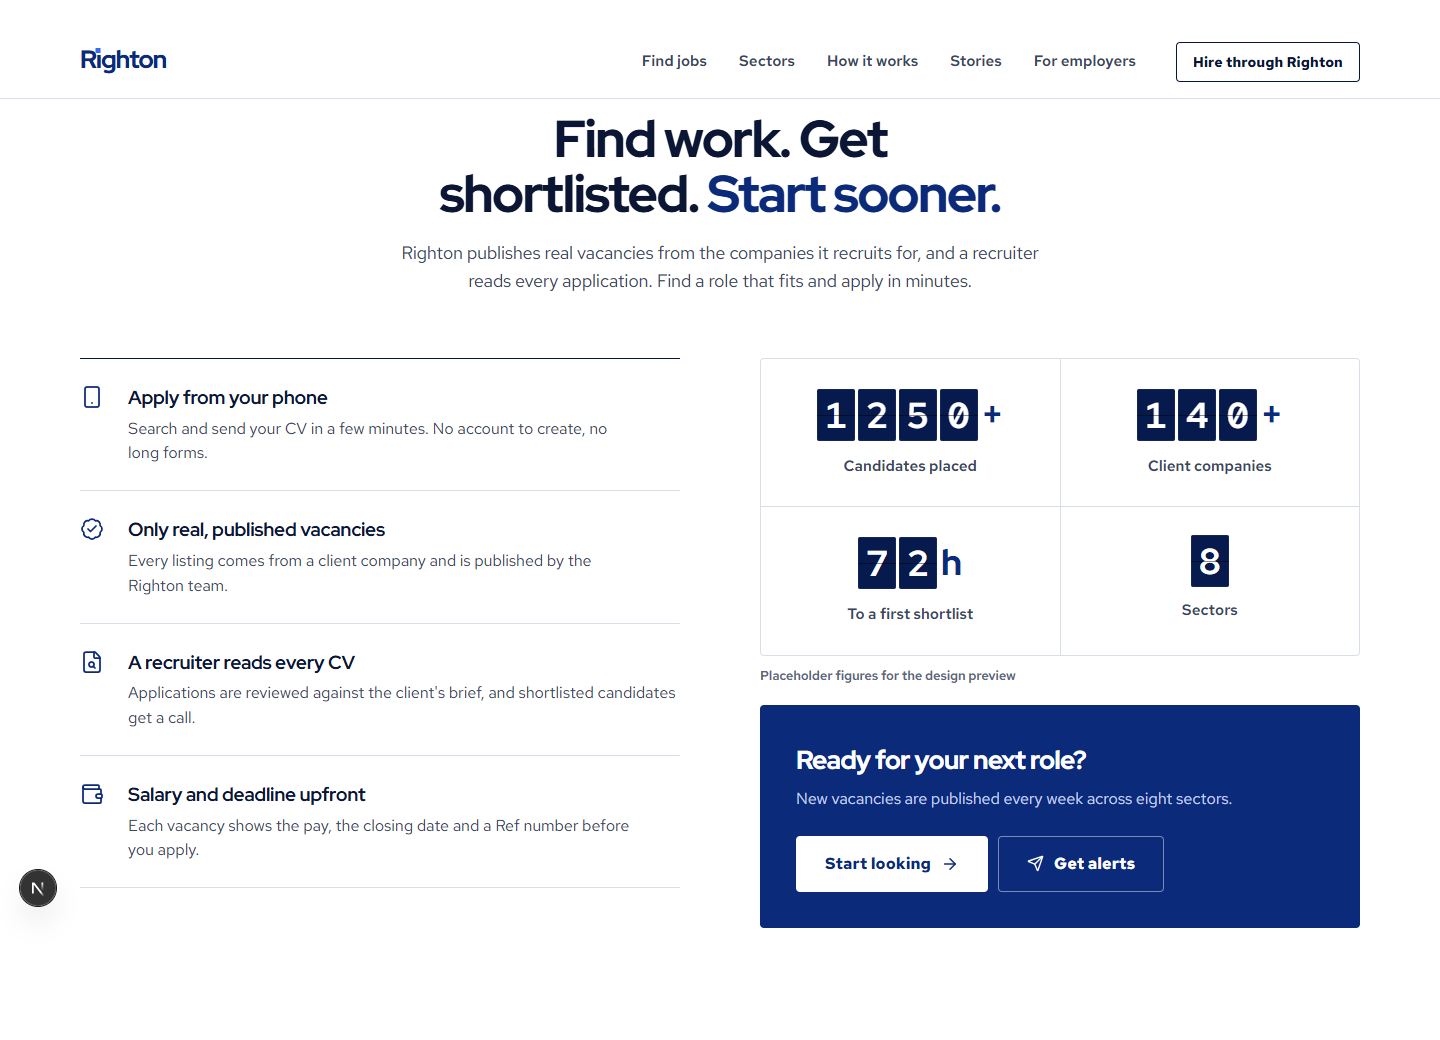 Righton
Find jobs
Sectors
How it works
Stories
For employers
Hire through Righton
Find work. Get
shortlisted. Start sooner.
Righton publishes real vacancies from the companies it recruits for, and a recruiter
reads every application. Find a role that fits and apply in minutes.
Apply from your phone
Search and send your CV in a few minutes. No account to create, no
long forms.
Only real, published vacancies
Every listing comes from a client company and is published by the
Righton team.
A recruiter reads every CV
Applications are reviewed against the client's brief, and shortlisted candidates
get a call.
Salary and deadline upfront
Each vacancy shows the pay, the closing date and a Ref number before
you apply.
1250+
Candidates placed
140+
Client companies
72h
To a first shortlist
8
Sectors
Placeholder figures for the design preview
Ready for your next role?
New vacancies are published every week across eight sectors.
Start looking
Get alerts
N